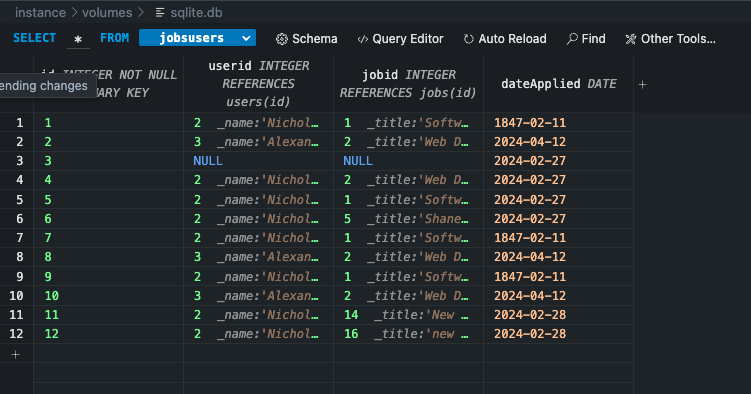 instance > volumes > sqlite.db
SELECT * FROM jobsusers Schema Query Editor Auto Reload Find Other Tools...
id INTEGER NOT NULL
KEY
ending changes
userid INTEGER
REFERENCES
users(id)
jobid INTEGER
REFERENCES jobs(id)
dateApplied DATE
+
1 1 2 _name:'Nichol… 1 _title:'Softw… 1847-02-11
2 2 3 _name:'Alexan… 2 _title:'Web D… 2024-04-12
3 3 NULL NULL 2024-02-27
4 4 2 _name:'Nichol… 2 _title:'Web D… 2024-02-27
5 5 2 _name:'Nichol… 1 _title:'Softw… 2024-02-27
6 6 2 _name:'Nichol… 5 _title:'Shane… 2024-02-27
7 7 2 _name:'Nichol… 1 _title:'Softw… 1847-02-11
8 8 3 _name:'Alexan… 2 _title:'Web D… 2024-04-12
9 9 2 _name:'Nichol… 1 _title:'Softw… 1847-02-11
10 10 3 _name:'Alexan… 2 _title:'Web D… 2024-04-12
11 11 2 _name:'Nichol… 14 _title:'New … 2024-02-28
12 12 2 _name:'Nichol… 16 _title:'new … 2024-02-28
+